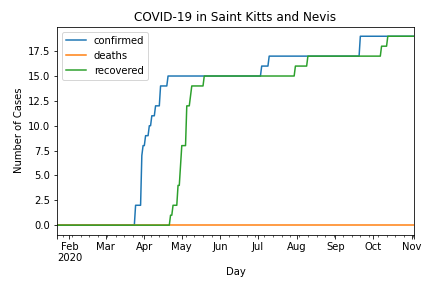 COVID-19 in Saint Kitts and Nevis
confirmed
deaths
recovered
Number of Cases
17.5
15.0
12.5
10.0
7.5
5.0
2.5
0.0
Feb Mar Apr May Jun Jul Aug Sep Oct Nov
2020
Day